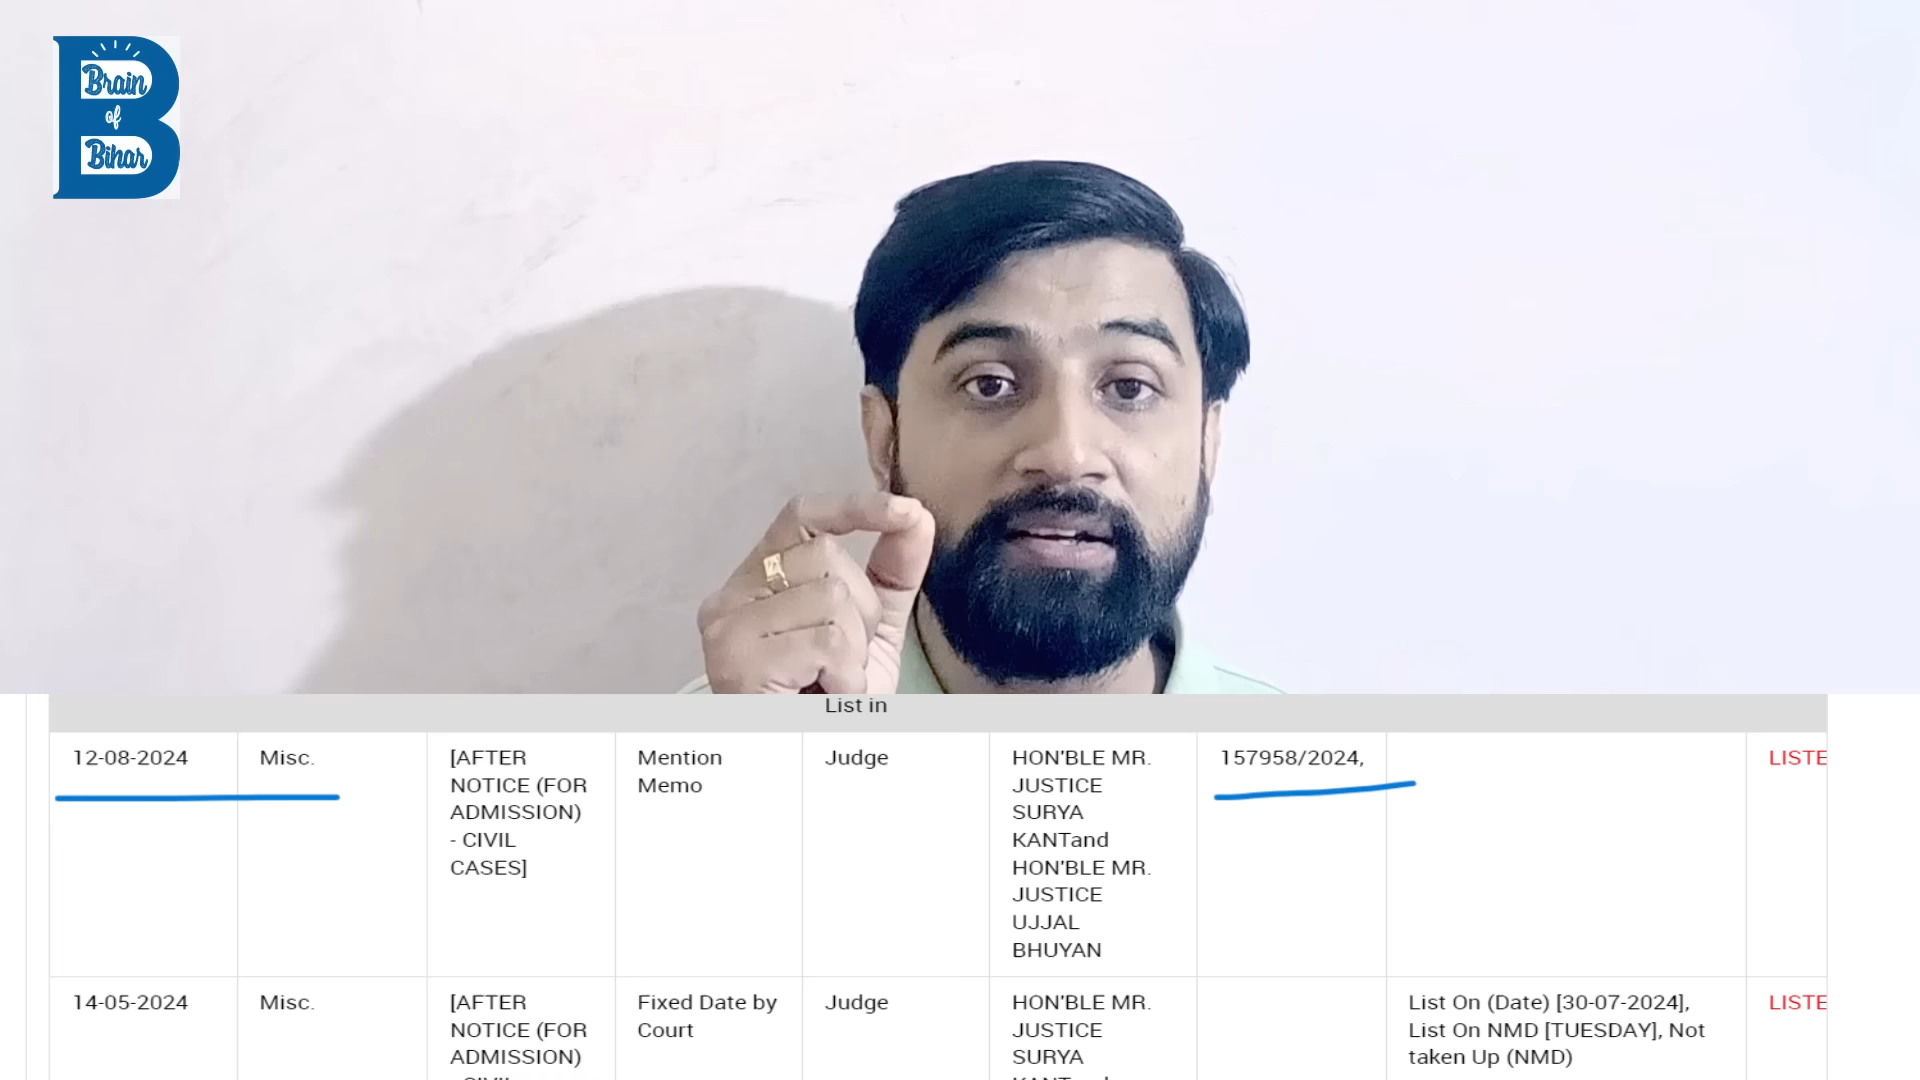 Brain
of
Bihar
List in
12-08-2024
Misc.
[AFTER
NOTICE (FOR
ADMISSION)
- CIVIL
CASES]
Mention
Memo
Judge
HON'BLE MR.
JUSTICE
SURYA
KANTand
HON'BLE MR.
JUSTICE
UJJAL
BHUYAN
157958/2024,
LISTE
14-05-2024
Misc.
[AFTER
NOTICE (FOR
ADMISSION)
Fixed Date by
Court
Judge
HON'BLE MR.
JUSTICE
SURYA
List On (Date) [30-07-2024],
List On NMD [TUESDAY], Not
taken Up (NMD)
LISTE